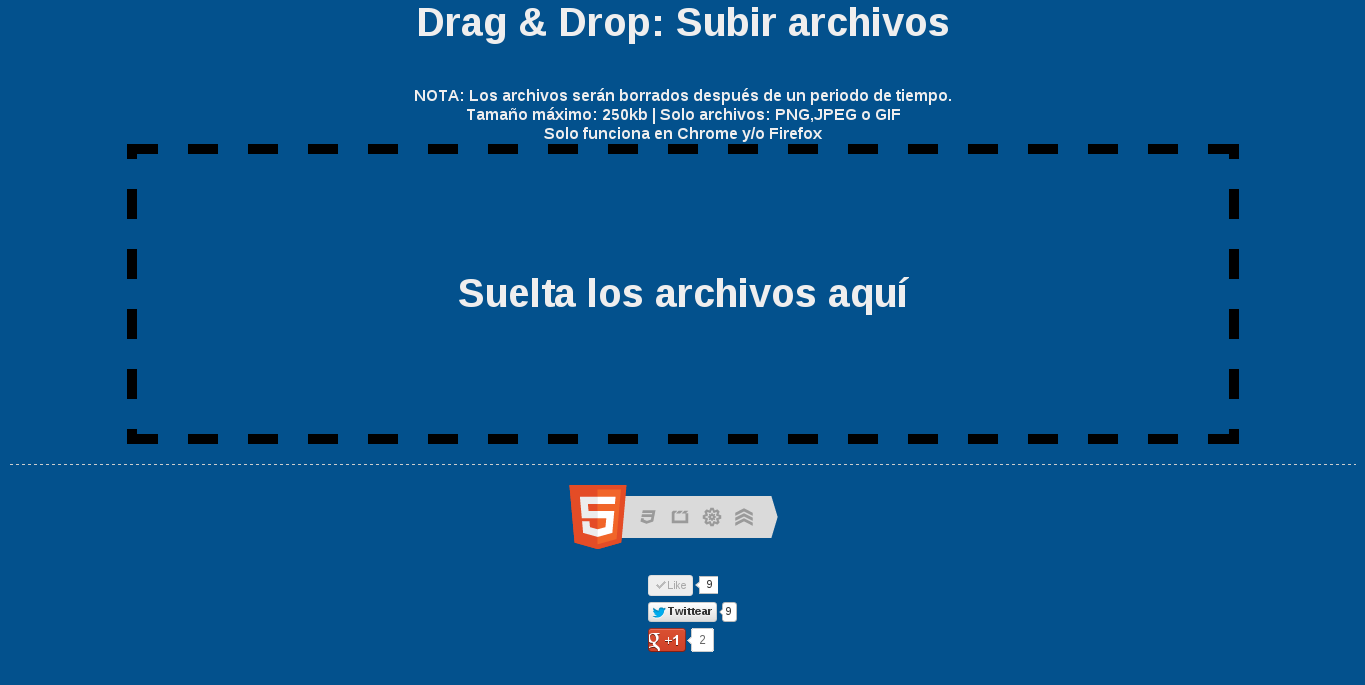 Drag & Drop: Subir archivos
NOTA: Los archivos serán borrados después de un periodo de tiempo.
Tamaño máximo: 250kb | Solo archivos: PNG,JPEG o GIF
Solo funciona en Chrome y/o Firefox
Suelta los archivos aquí
Like 9
Twittear 9
+1 2